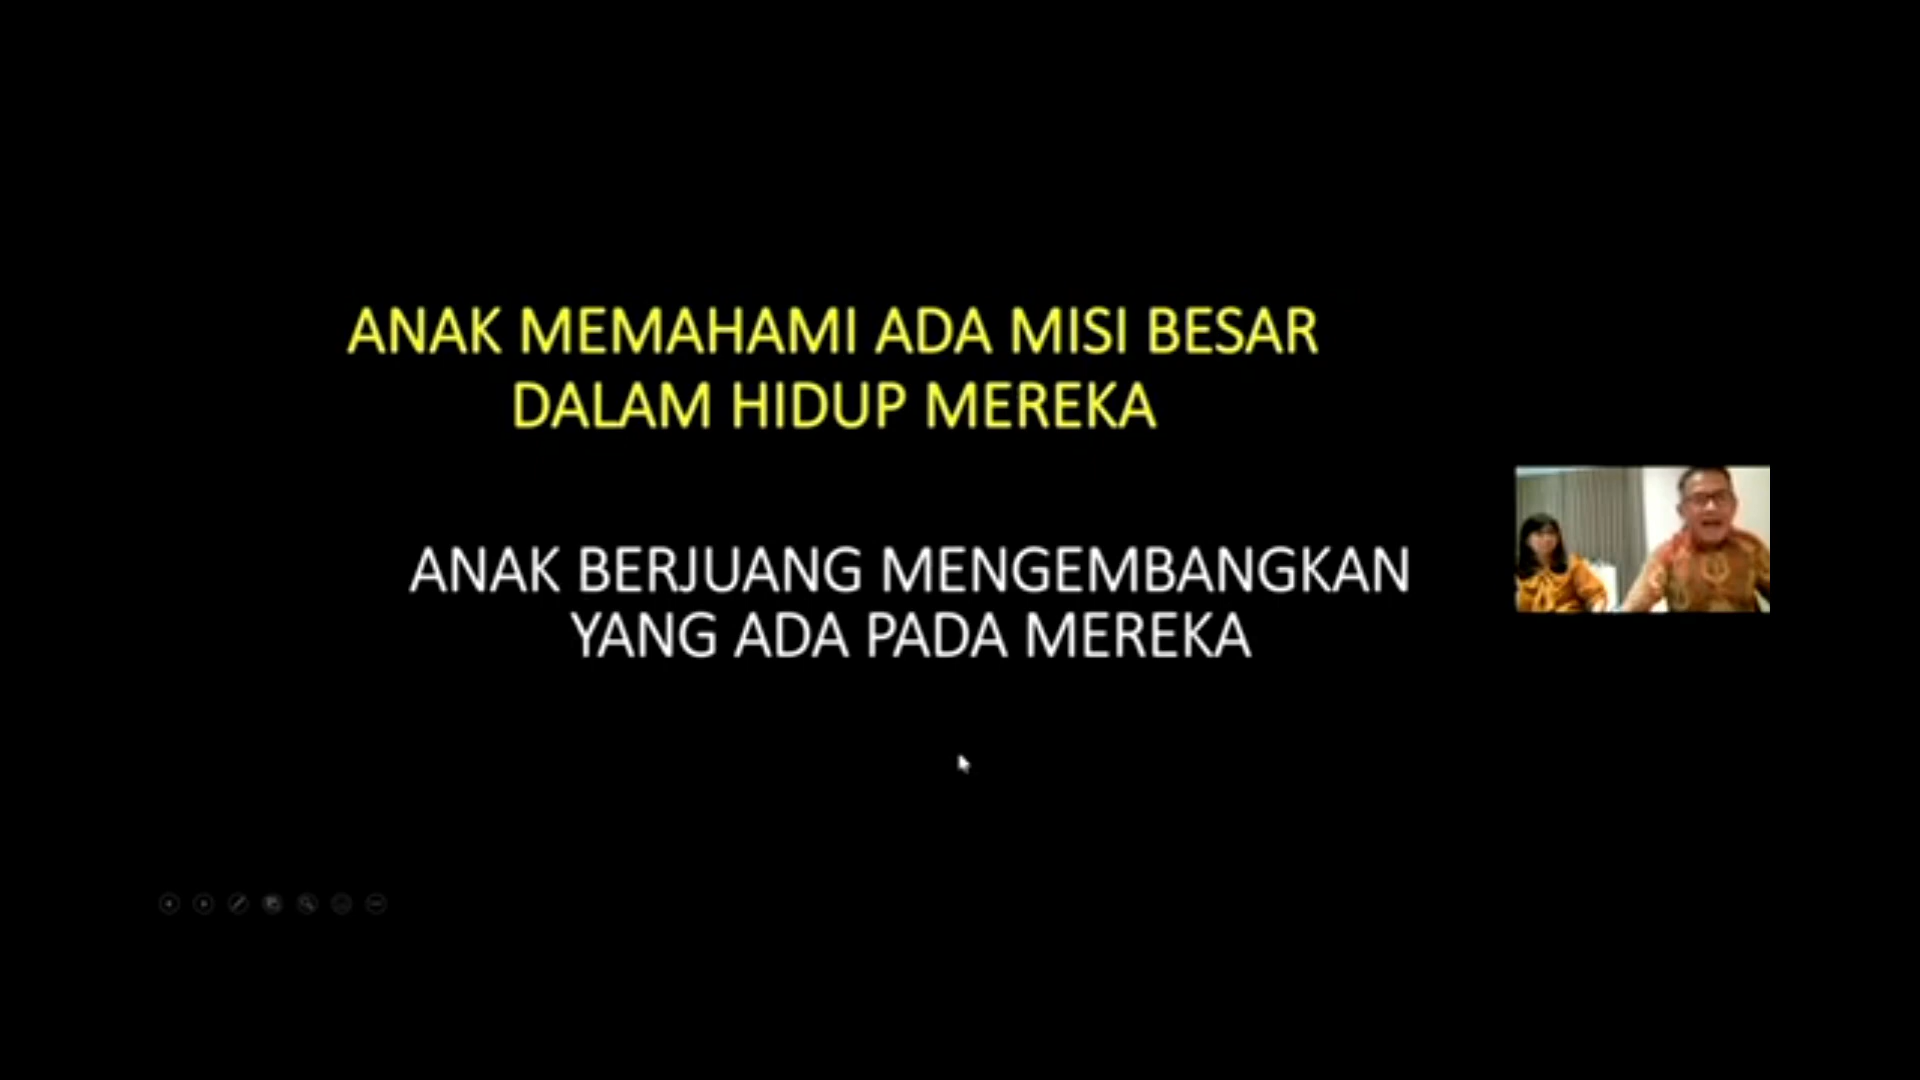 ANAK MEMAHAMI ADA MISI BESAR
DALAM HIDUP MEREKA
ANAK BERJUANG MENGEMBANGKAN
YANG ADA PADA MEREKA